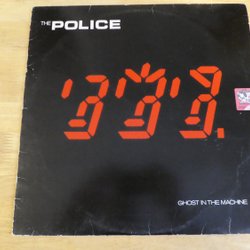 THE POLICE
GHOST IN THE MACHINE